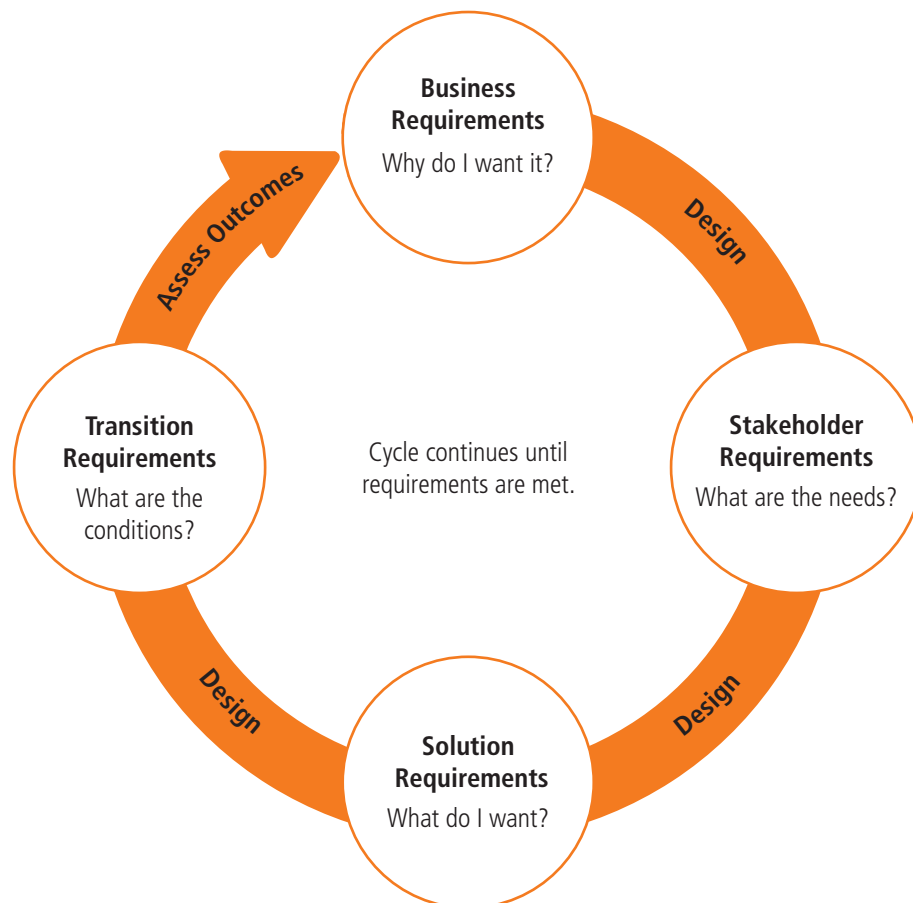 Business
Requirements
Why do I want it?
Design
Stakeholder
Requirements
What are the needs?
Design
Solution
Requirements
What do I want?
Design
Transition
Requirements
What are the
conditions?
Assess Outcomes
Cycle continues until
requirements are met.